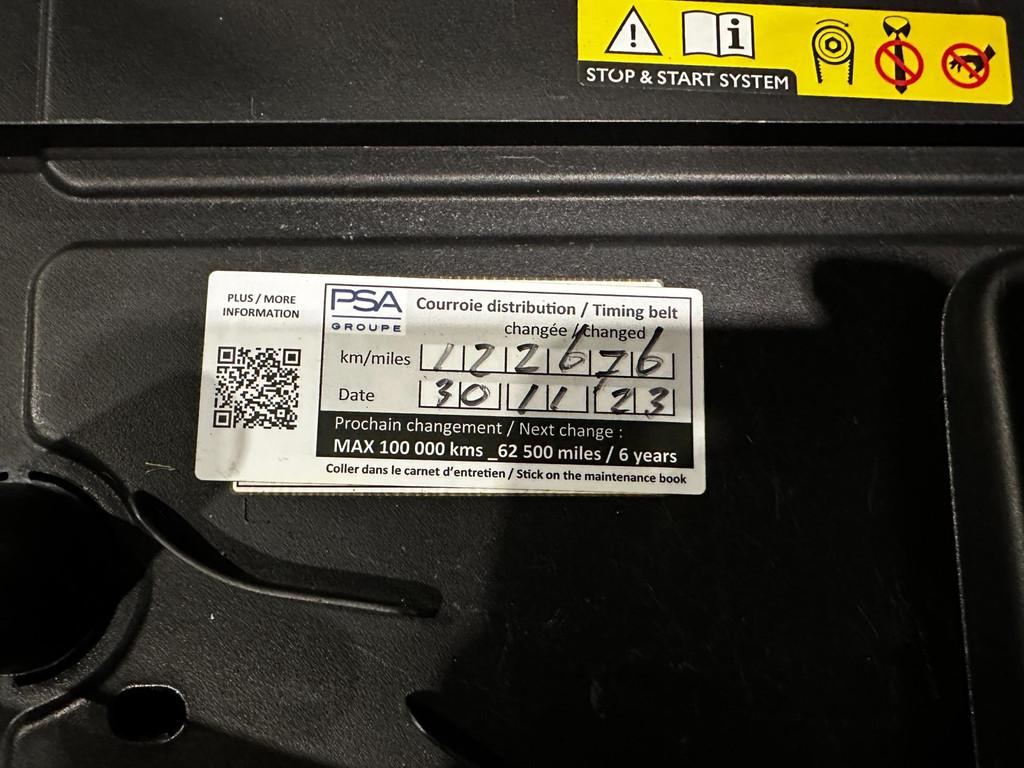 STOP & START SYSTEM
PLUS / MORE
INFORMATION
PSA
GROUPE
Courroie distribution / Timing belt
changée / changed
km/miles 122676
Date 30 11 23
Prochain changement / Next change :
MAX 100 000 kms _62 500 miles / 6 years
Coller dans le carnet d'entretien / Stick on the maintenance book